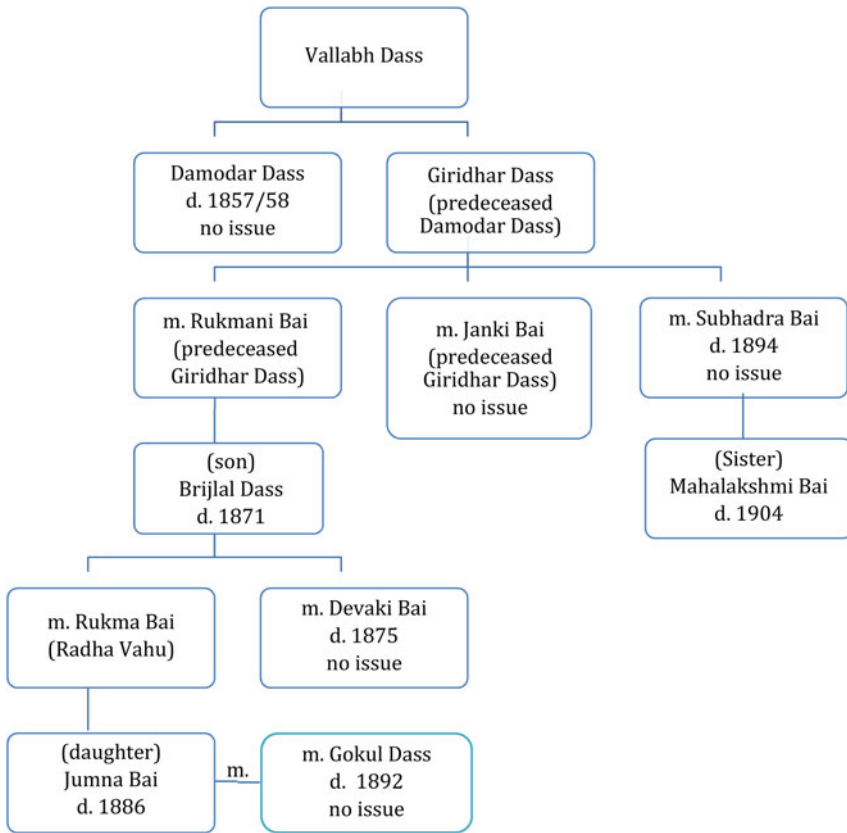 Vallabh Dass
Damodar Dass
d. 1857/58
no issue
Giridhar Dass
(predeceased
Damodar Dass)
m. Rukmani Bai
(predeceased
Giridhar Dass)
m. Janki Bai
(predeceased
Giridhar Dass)
no issue
m. Subhadra Bai
d. 1894
no issue
(son)
Brijlal Dass
d. 1871
(Sister)
Mahalakshmi Bai
d. 1904
m. Rukma Bai
(Radha Vahu)
m. Devaki Bai
d. 1875
no issue
(daughter)
Jumna Bai
d. 1886
m.
m. Gokul Dass
d. 1892
no issue